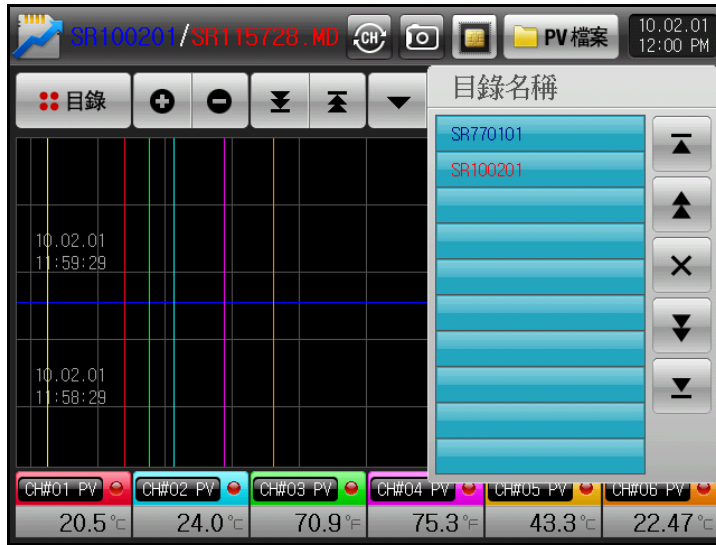 SR100201/SR115728.MD CH PV檔案 10.02.01
12:00 PM
目錄 目錄名稱
SR770101
SR100201
10.02.01
11:59:29
10.02.01
11:58:29
CH#01 PV CH#02 PV CH#03 PV CH#04 PV CH#05 PV CH#06 PV
20.5℃ 24.0℃ 70.9℉ 75.3℉ 43.3℃ 22.47℃